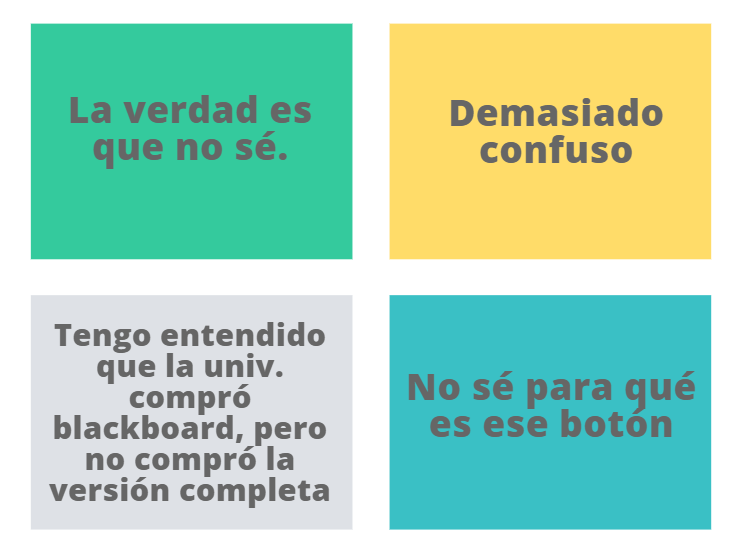 La verdad es
que no sé.
Demasiado
confuso
Tengo entendido
que la univ.
compró
blackboard, pero
no compró la
versión completa
No sé para qué
es ese botón